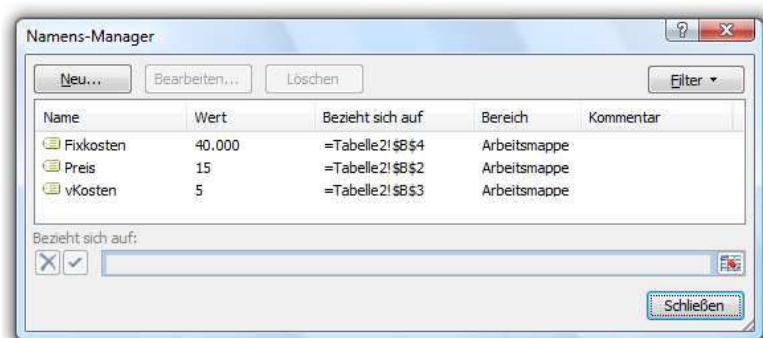 Namens-Manager
Neu... Bearbeiten... Löschen Filter
Name Wert Bezieht sich auf Bereich Kommentar
Fixkosten 40.000 =Tabelle2!$B$4 Arbeitsmappe
Preis 15 =Tabelle2!$B$2 Arbeitsmappe
vKosten 5 =Tabelle2!$B$3 Arbeitsmappe
Bezieht sich auf:
Schließen